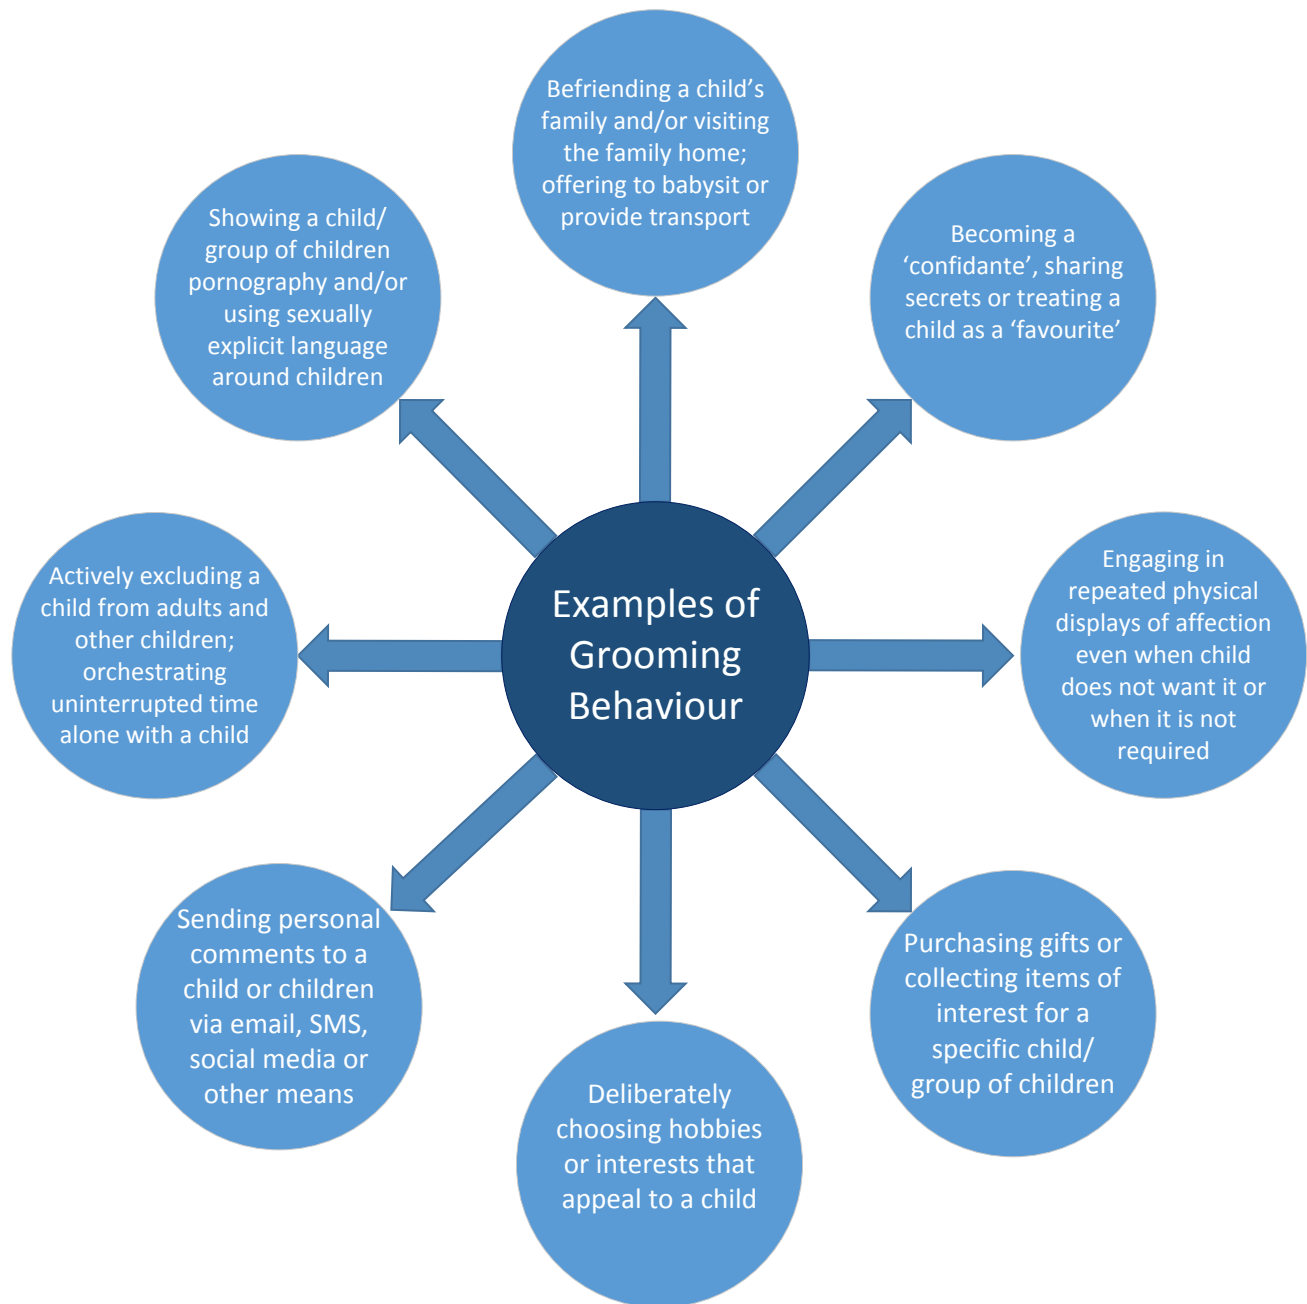 Befriending a child’s
family and/or visiting
the family home;
offering to babysit or
provide transport
Becoming a
‘confidante’, sharing
secrets or treating a
child as a ‘favourite’
Engaging in
repeated physical
displays of affection
even when child
does not want it or
when it is not
required
Purchasing gifts or
collecting items of
interest for a
specific child/
group of children
Deliberately
choosing hobbies
or interests that
appeal to a child
Sending personal
comments to a
child or children
via email, SMS,
social media or
other means
Actively excluding a
child from adults and
other children;
orchestrating
uninterrupted time
alone with a child
Showing a child/
group of children
pornography and/or
using sexually
explicit language
around children
Examples of
Grooming
Behaviour